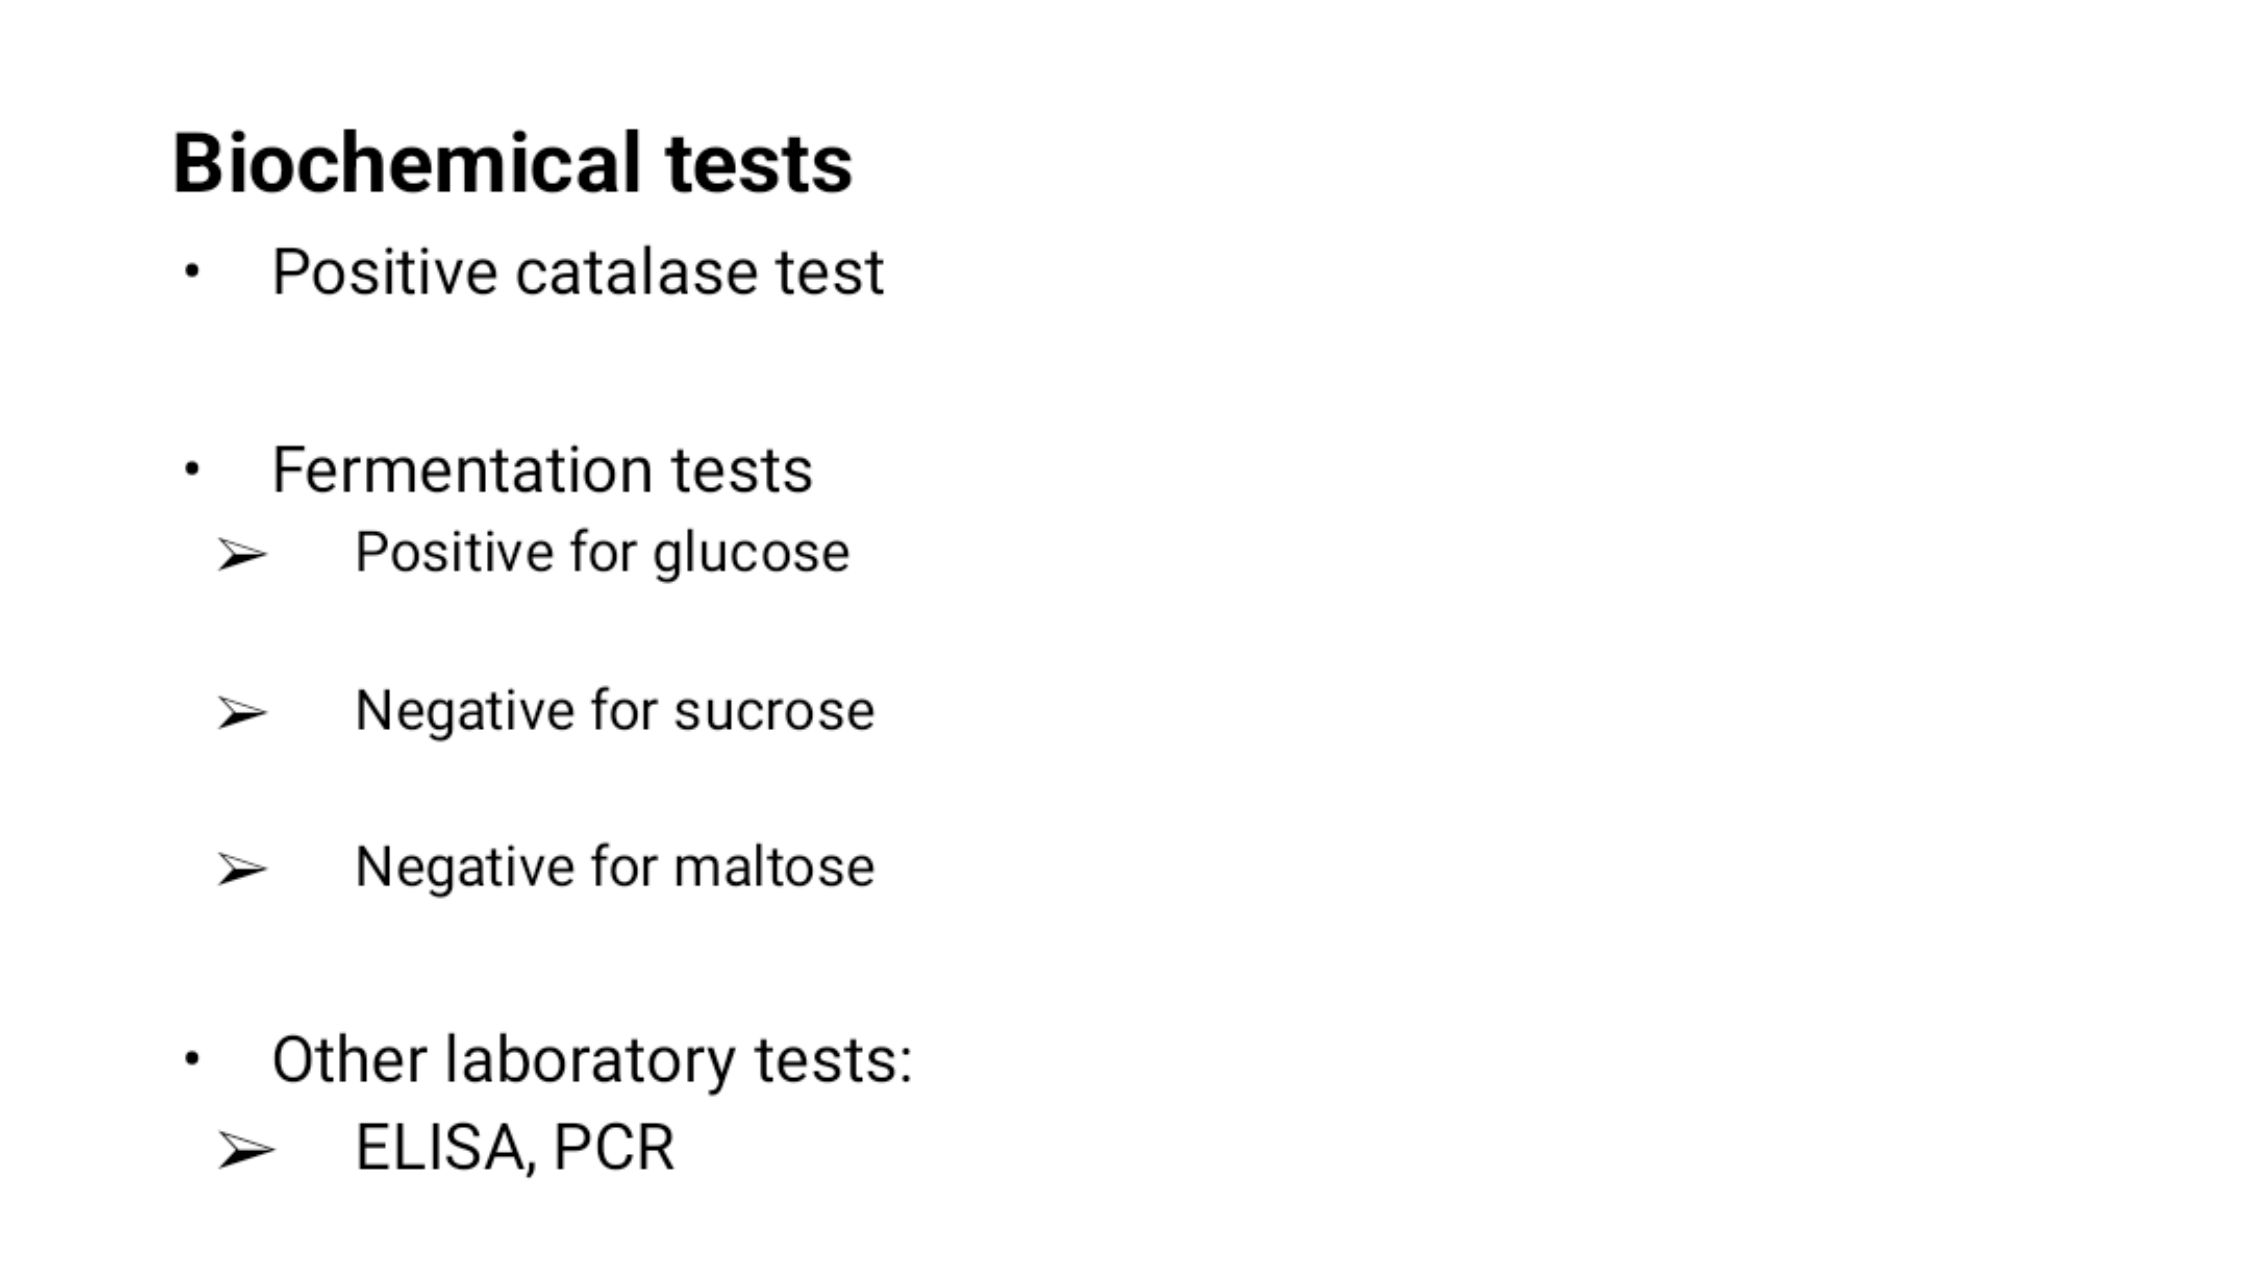 Biochemical tests
• Positive catalase test
• Fermentation tests
➢ Positive for glucose
➢ Negative for sucrose
➢ Negative for maltose
• Other laboratory tests:
➢ ELISA, PCR